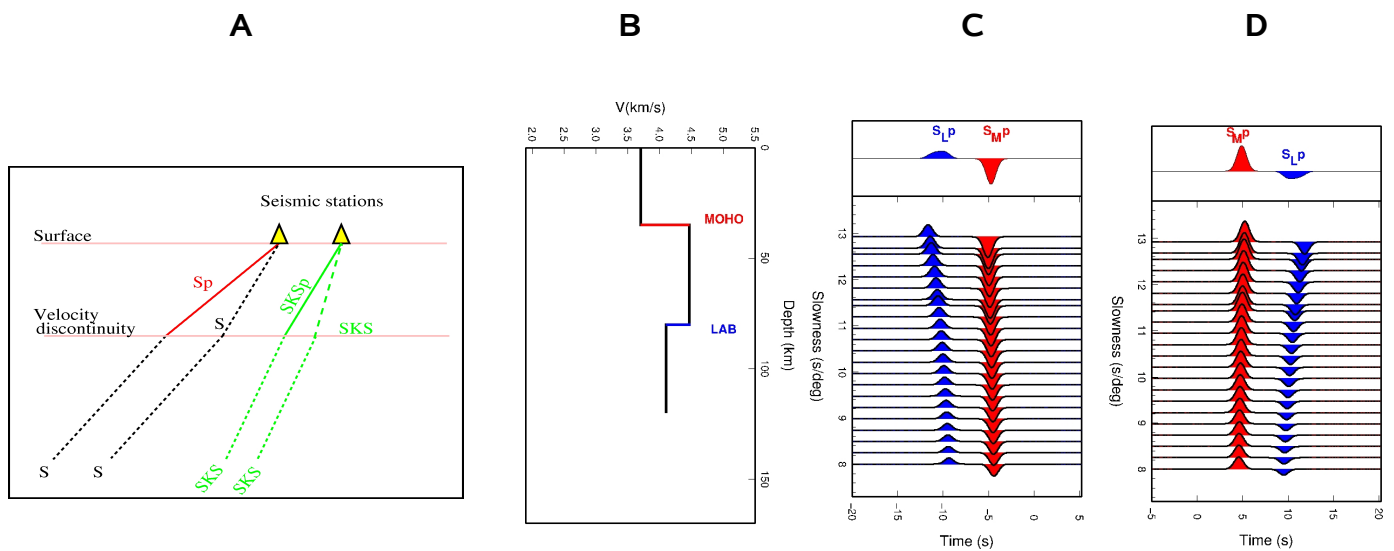 A
B
C
D
Seismic stations
Surface
Sp
SKSp
Velocity
discontinuity
S
SKS
S
S
SKS
SKS
V(km/s)
2.0
2.5
3.0
3.5
4.0
4.5
5.0
5.5
0
50
100
150
MOHO
LAB
Depth (km)
SLp
SMp
13
12
11
10
9
8
Slowness (s/deg)
−20
−15
−10
−5
0
5
Time (s)
SMp
SLp
13
12
11
10
9
8
Slowness (s/deg)
−5
0
5
10
15
20
Time (s)